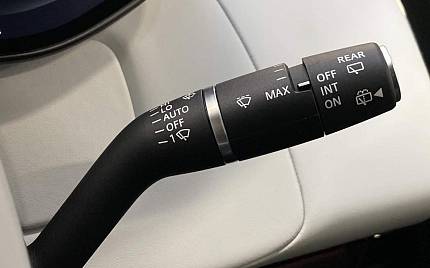 REAR
OFF
INT
ON
MAX
LO
AUTO
OFF
1